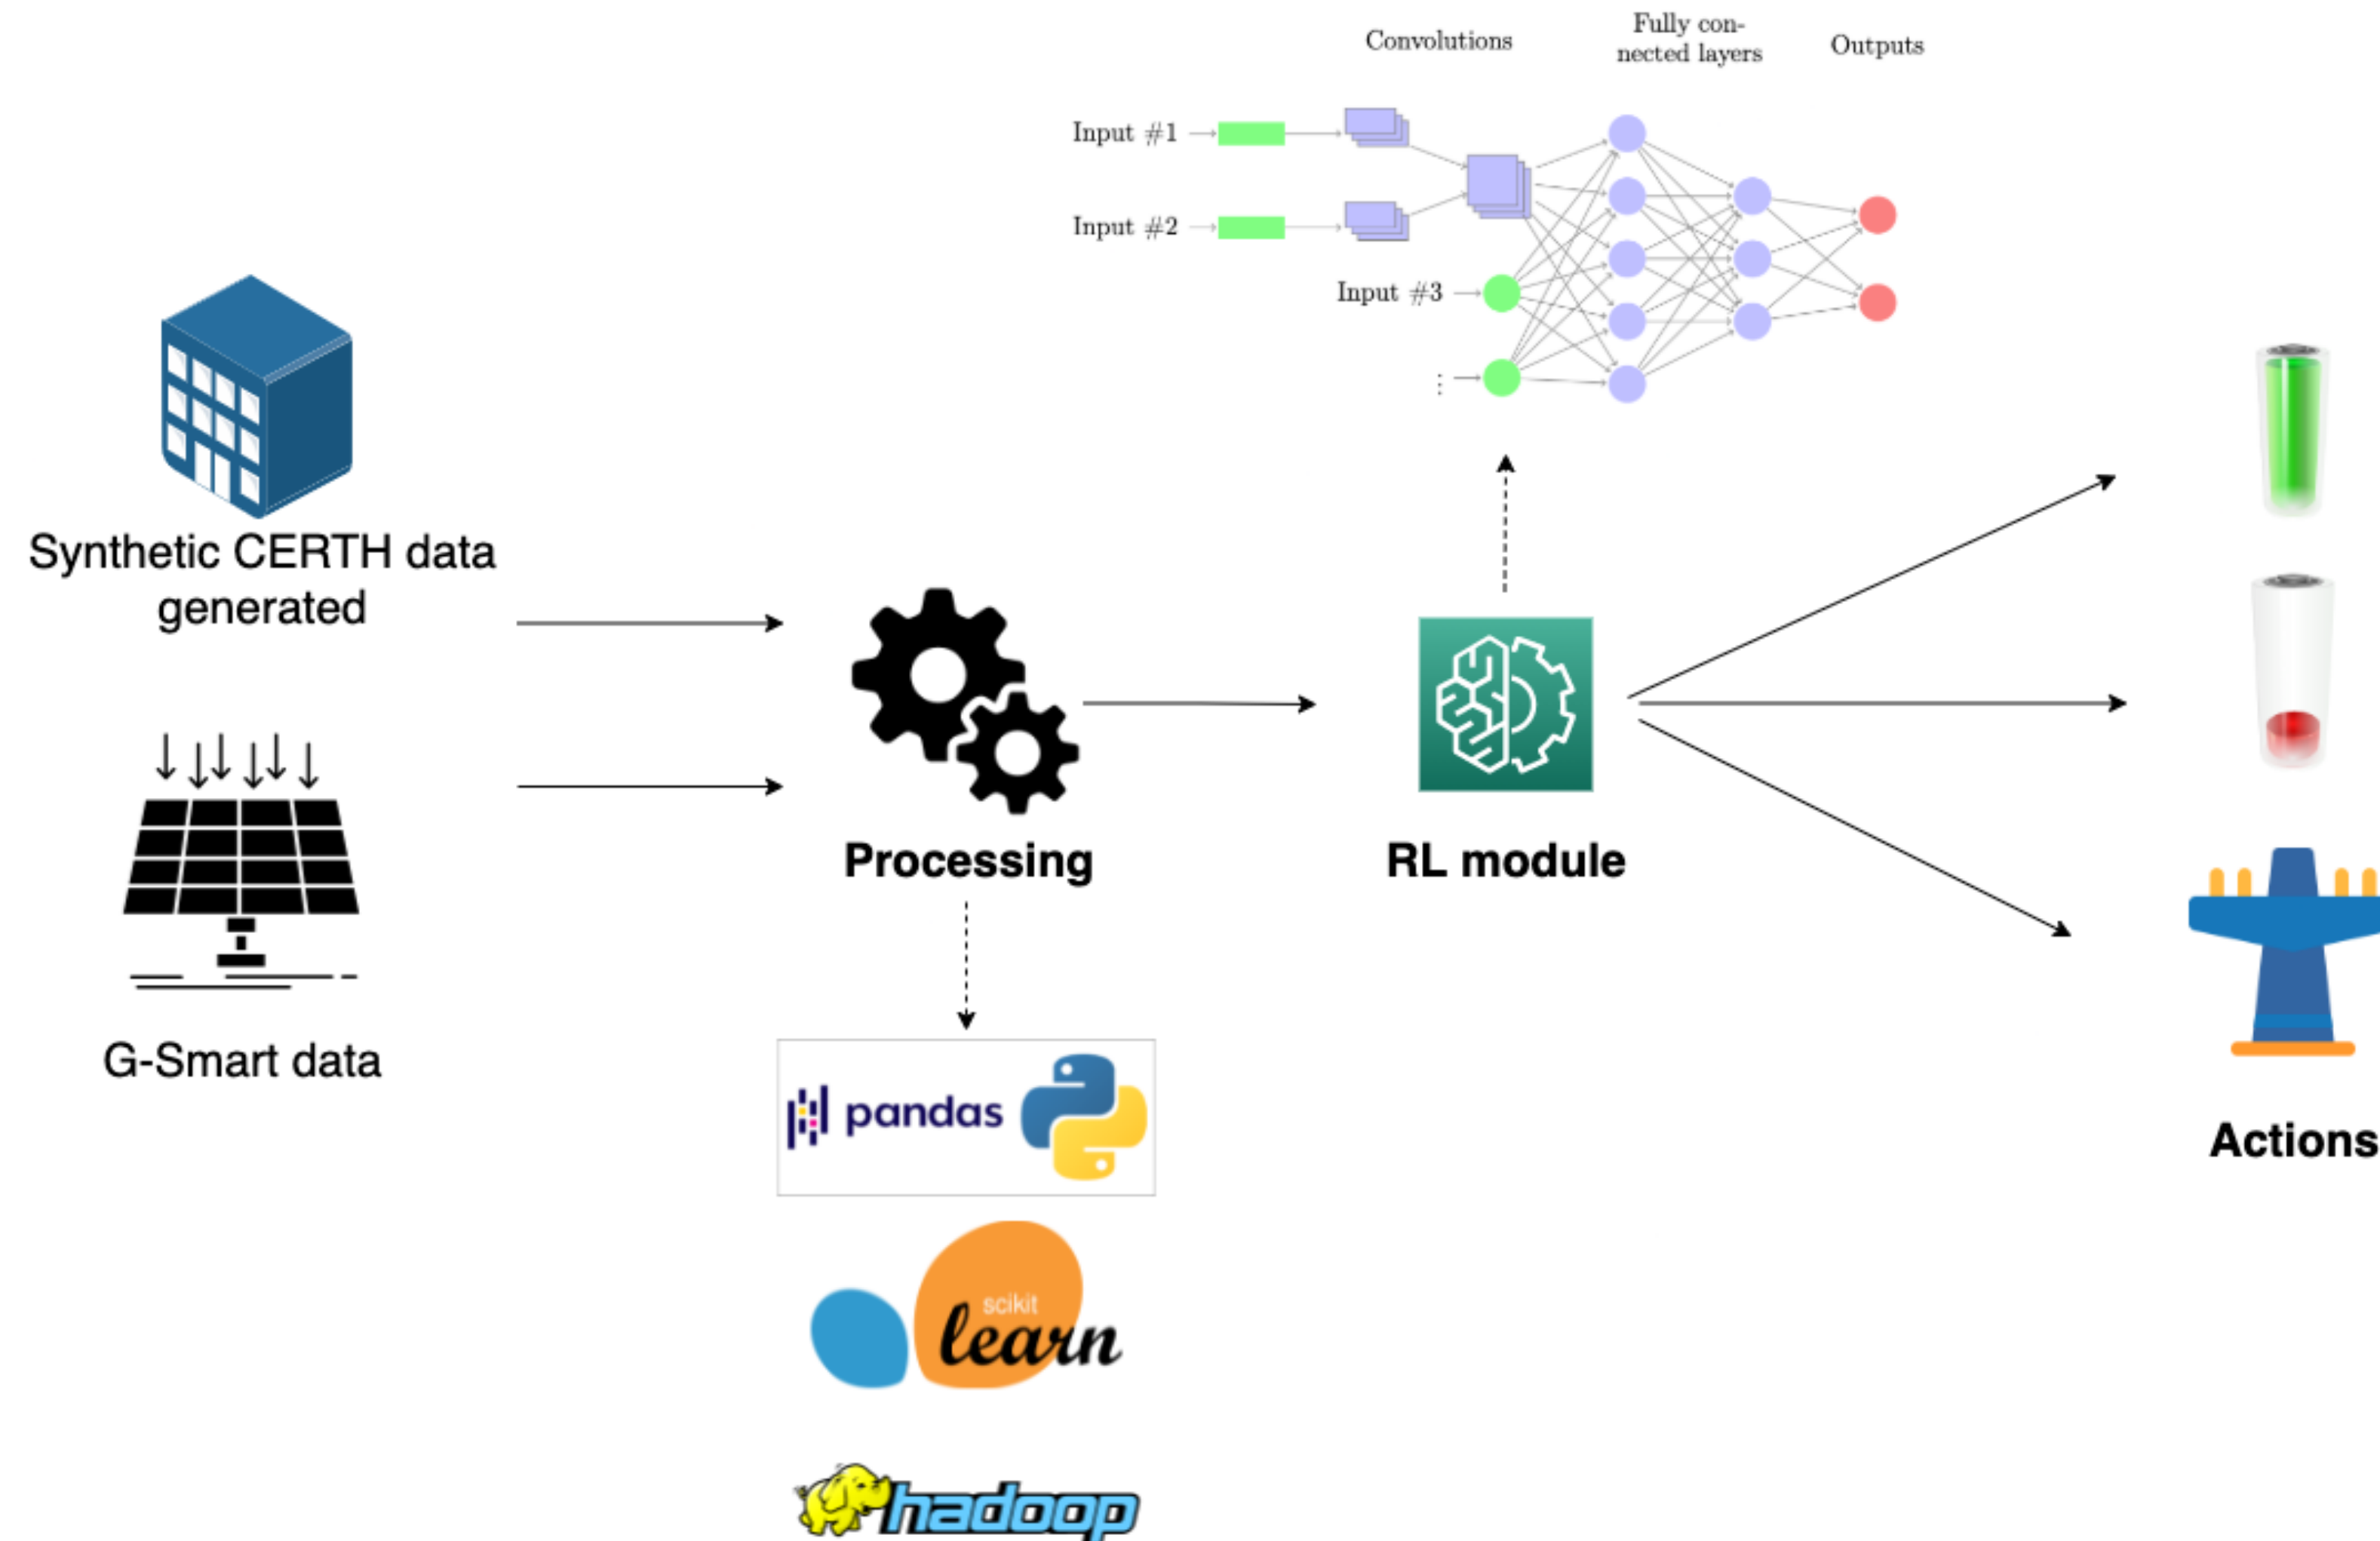 Convolutions
Fully con-
nected layers
Outputs
Input #1
Input #2
Input #3
⋮
Synthetic CERTH data
generated
G-Smart data
Processing
RL module
Actions
pandas
scikit
learn
hadoop